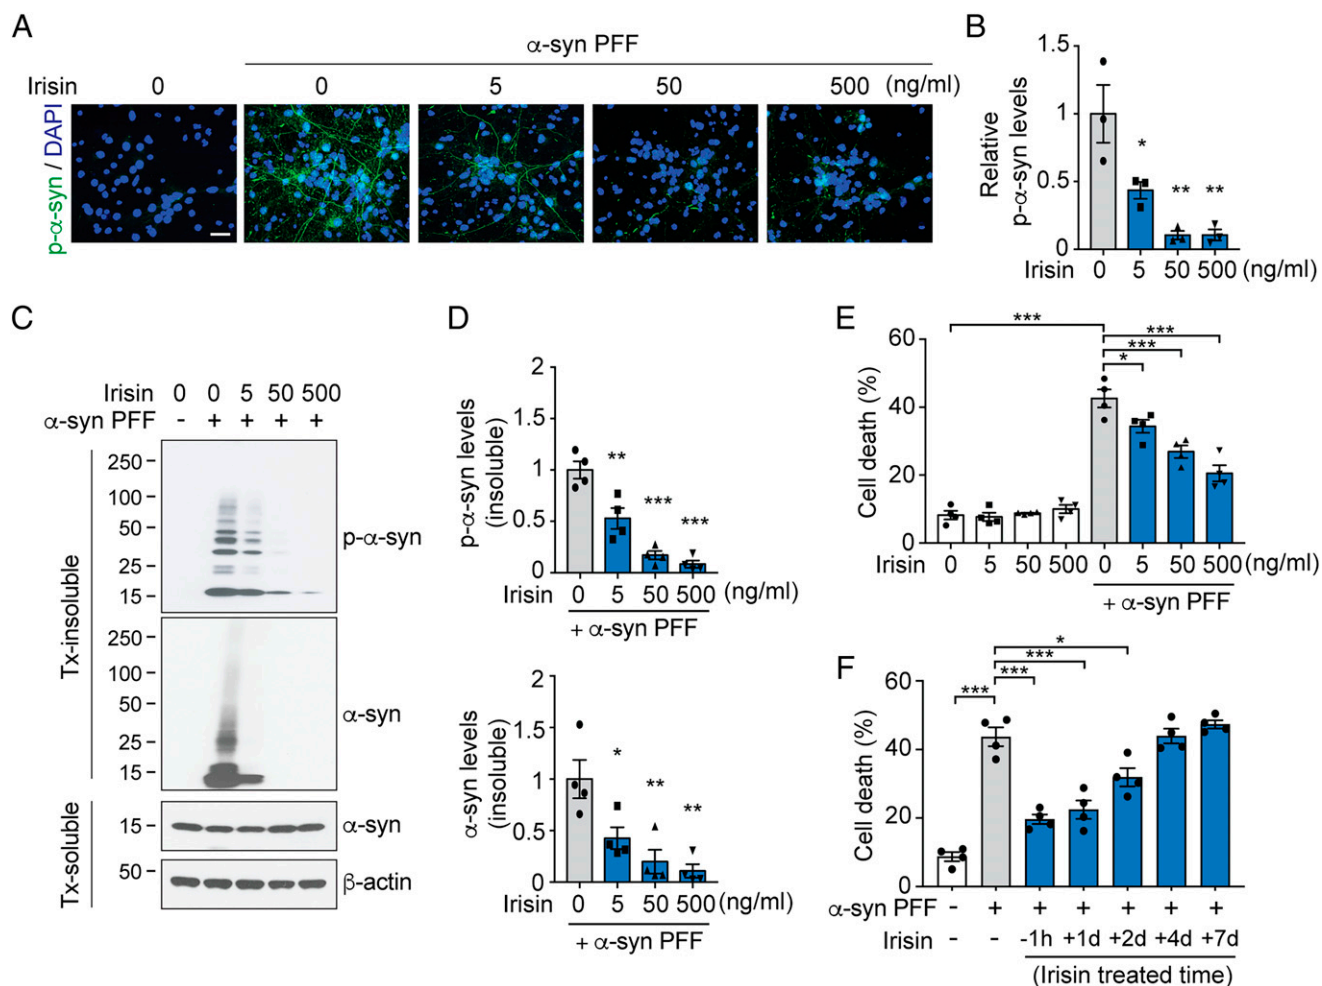 A
α-syn PFF
Irisin 0 0 5 50 500 (ng/ml)
p-α-syn / DAPI
B
Relative
p-α-syn levels
1.5
1
0.5
0
Irisin 0 5 50 500 (ng/ml)
* ** **
C
Irisin 0 0 5 50 500
α-syn PFF - + + + +
Tx-insoluble
250
100
50
25
15
p-α-syn
250
100
50
25
15
α-syn
Tx-soluble
15
α-syn
50
β-actin
D
p-α-syn levels
(insoluble)
2
1
0.5
0
** *** ***
Irisin 0 5 50 500 (ng/ml)
+ α-syn PFF
α-syn levels
(insoluble)
2
1
0.5
0
* ** **
Irisin 0 5 50 500 (ng/ml)
+ α-syn PFF
E
Cell death (%)
60
40
20
0
*** *** *** *
Irisin 0 5 50 500 0 5 50 500 (ng/ml)
+ α-syn PFF
F
Cell death (%)
60
40
20
0
*** *** *** *
α-syn PFF - + + + + + +
Irisin - - -1h +1d +2d +4d +7d
(Irisin treated time)